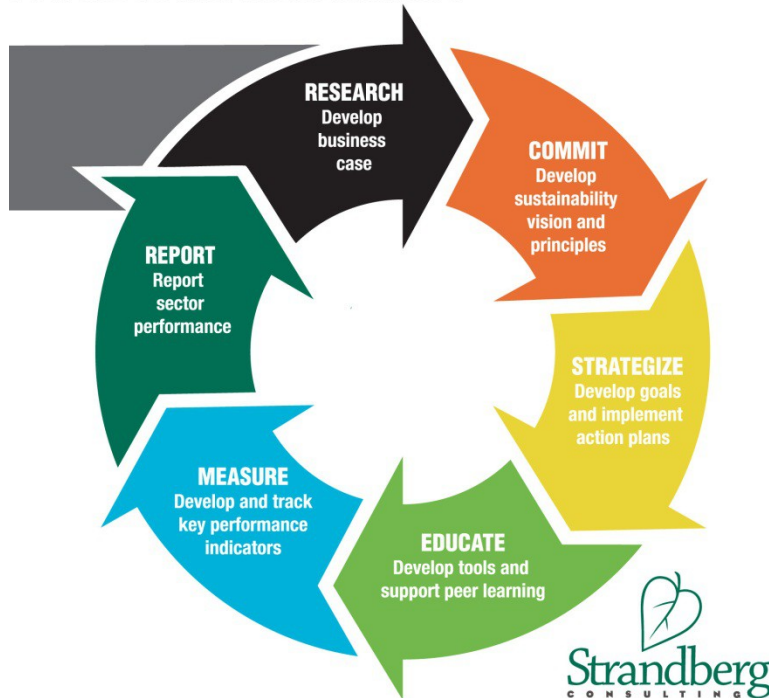 RESEARCH
Develop
business
case
COMMIT
Develop
sustainability
vision and
principles
STRATEGIZE
Develop goals
and implement
action plans
EDUCATE
Develop tools and
support peer learning
MEASURE
Develop and track
key performance
indicators
REPORT
Report
sector
performance
Strandberg
CONSULTING